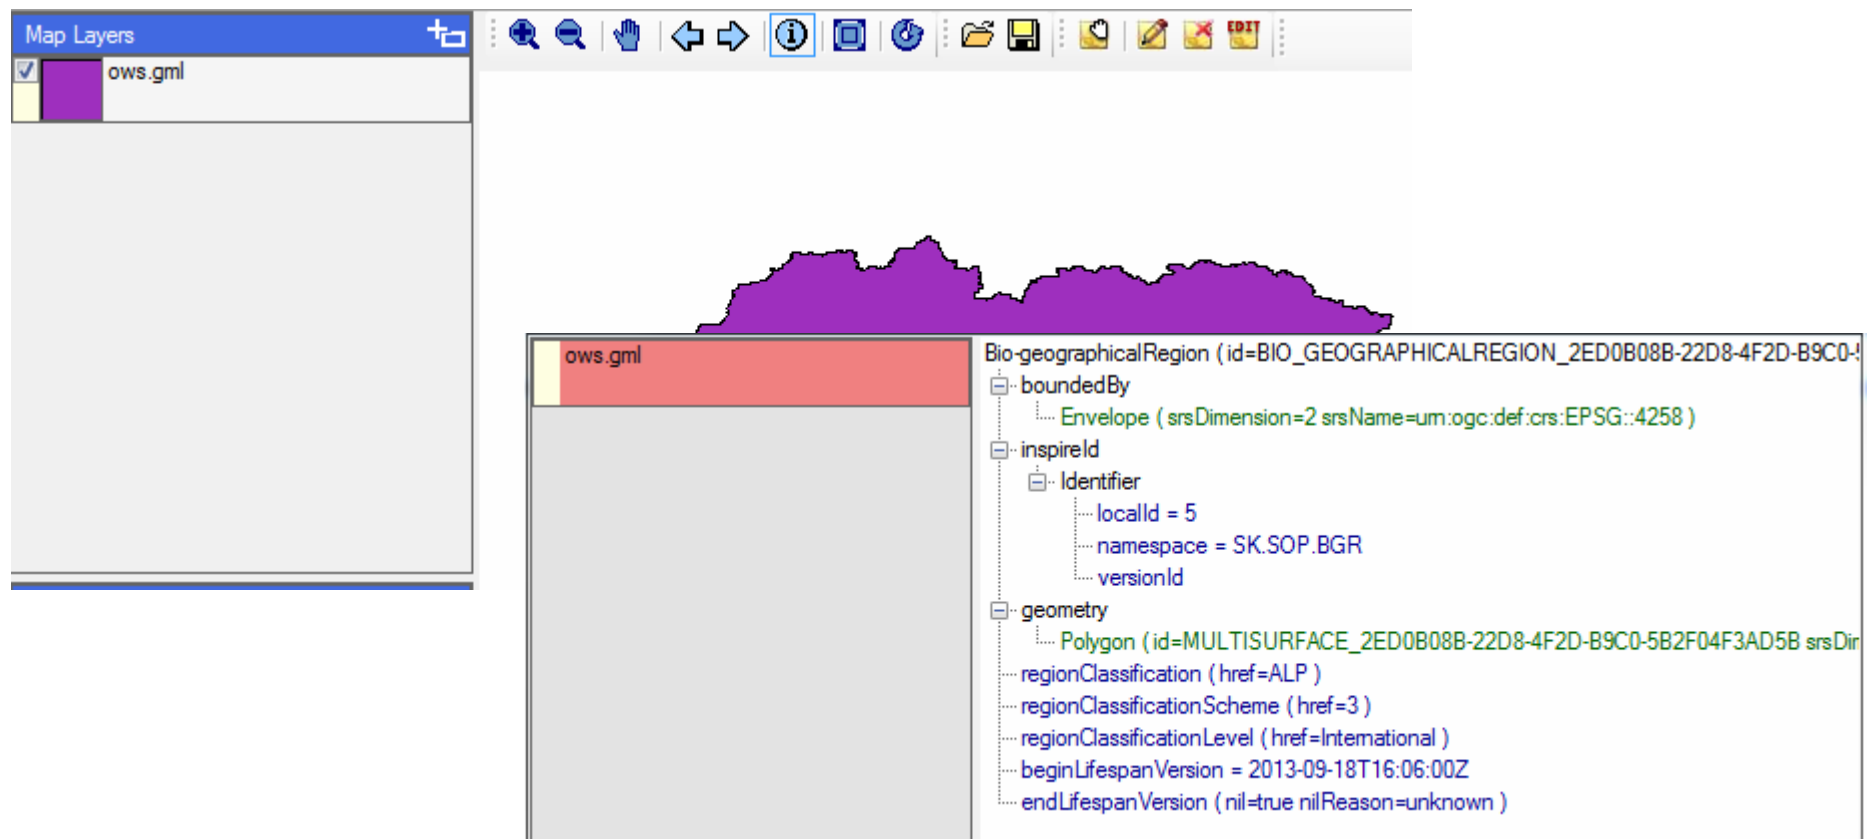 Map Layers
ows.gml
EDIT
ows.gml
Bio-geographicalRegion ( id=BIO_GEOGRAPHICALREGION_2ED0B08B-22D8-4F2D-B9C0-
boundedBy
Envelope ( srsDimension=2 srsName=urn:ogc:def:crs:EPSG::4258 )
inspireId
Identifier
localId = 5
namespace = SK.SOP.BGR
versionId
geometry
Polygon ( id=MULTISURFACE_2ED0B08B-22D8-4F2D-B9C0-5B2F04F3AD5B srsDir
regionClassification ( href=ALP )
regionClassificationScheme ( href=3 )
regionClassificationLevel ( href=International )
beginLifespanVersion = 2013-09-18T16:06:00Z
endLifespanVersion ( nil=true nilReason=unknown )